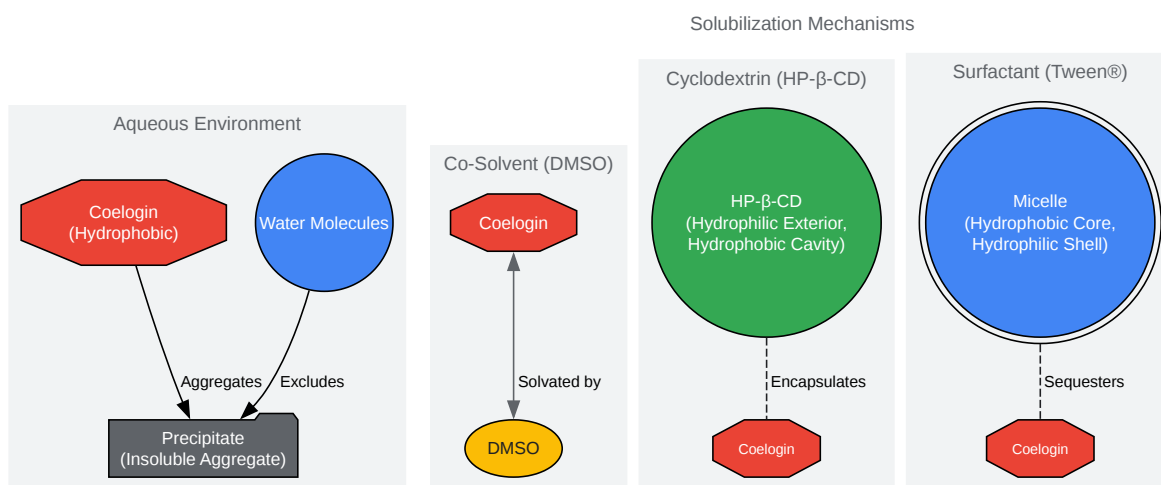 Solubilization Mechanisms
Aqueous Environment
Coelogin
(Hydrophobic)
Water Molecules
Aggregates
Excludes
Precipitate
(Insoluble Aggregate)
Co-Solvent (DMSO)
Coelogin
Solvated by
DMSO
Cyclodextrin (HP-β-CD)
HP-β-CD
(Hydrophilic Exterior,
Hydrophobic Cavity)
Encapsulates
Coelogin
Surfactant (Tween®)
Micelle
(Hydrophobic Core,
Hydrophilic Shell)
Sequesters
Coelogin